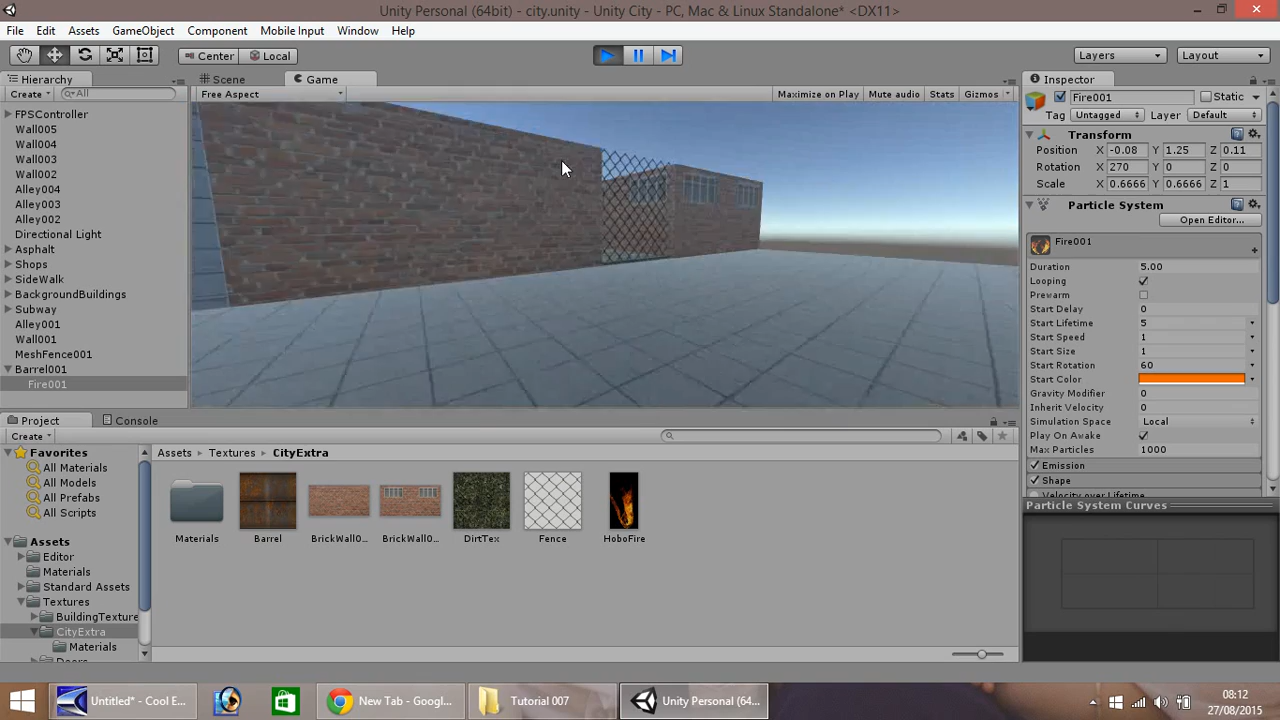 Unity Personal (64bit) - city.unity - Unity City - PC, Mac & Linux Standalone* <DX11>
File Edit Assets GameObject Component Mobile Input Window Help
Center Local Layers Layout
Hierarchy Scene Game Inspector
Create All Free Aspect Maximize on Play Mute audio Stats Gizmos
Fire001 Static
Tag Untagged Layer Default
FPSController
Wall005
Wall004
Wall003
Wall002
Alley004
Alley003
Alley002
Directional Light
Asphalt
Shops
SideWalk
BackgroundBuildings
Subway
Alley001
Wall001
MeshFence001
Barrel001
Fire001
Transform
Position X -0.08 Y 1.25 Z 0.11
Rotation X 270 Y 0 Z 0
Scale X 0.6666 Y 0.6666 Z 1
Particle System
Open Editor...
Fire001
Duration 5.00
Looping
Prewarm
Start Delay 0
Start Lifetime 5
Start Speed 1
Start Size 1
Start Rotation 60
Start Color
Gravity Modifier 0
Inherit Velocity 0
Simulation Space Local
Play On Awake
Max Particles 1000
Emission
Shape
Velocity over Lifetime
Particle System Curves
Project Console
Create
Favorites
All Materials
All Models
All Prefabs
All Scripts
Assets
Editor
Materials
Standard Assets
Textures
BuildingTexture
CityExtra
Materials
Doors
Assets Textures CityExtra
Materials Barrel BrickWall0... BrickWall0... DirtTex Fence HoboFire
Untitled* - Cool E... New Tab - Googl... Tutorial 007 Unity Personal (64...
08:12
27/08/2015